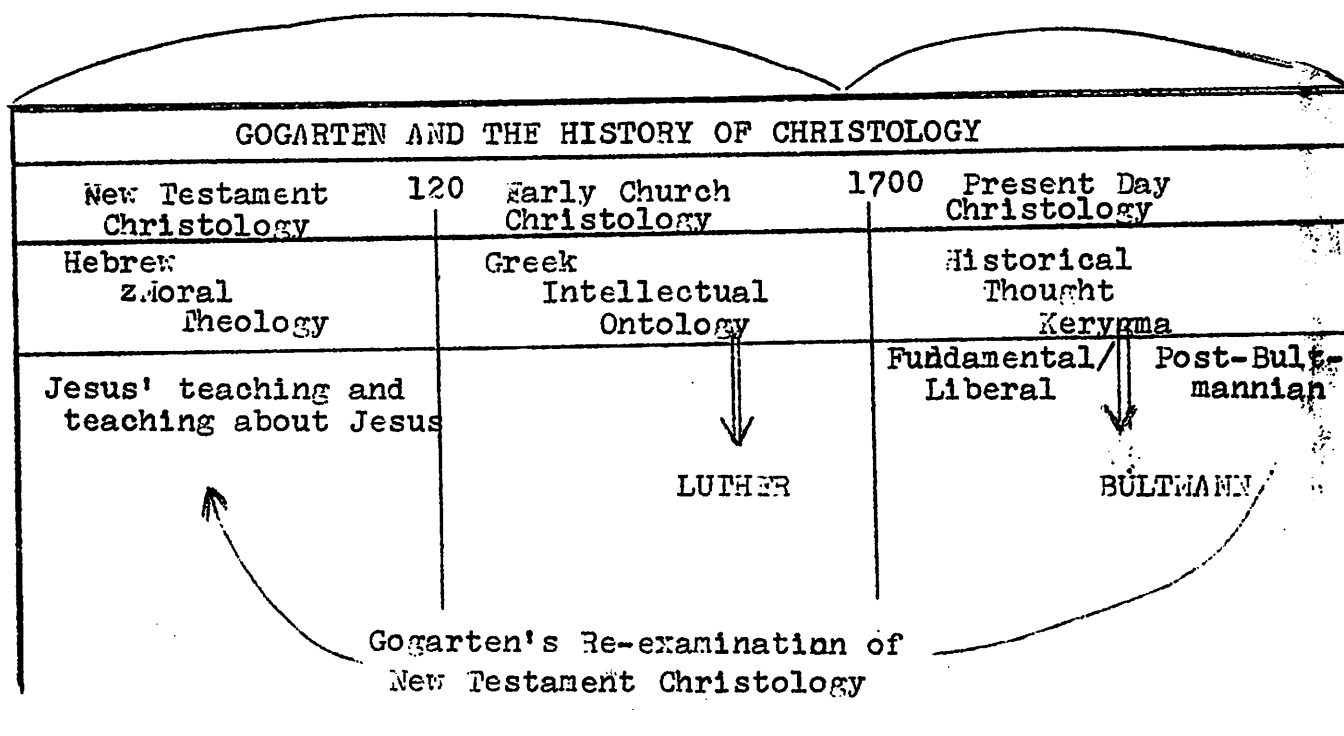 GOGARTEN AND THE HISTORY OF CHRISTOLOGY
New Testament
Christology
120
Early Church
Christology
1700
Present Day
Christology
Hebrew
Moral
Theology
Greek
Intellectual
Ontology
Historical
Thought
Kerygma
Jesus' teaching and
teaching about Jesus
Fundamental/
Liberal
Post-Bult-
mannian
LUTHER
BULTMANN
Gogarten's Re-examination of
New Testament Christology